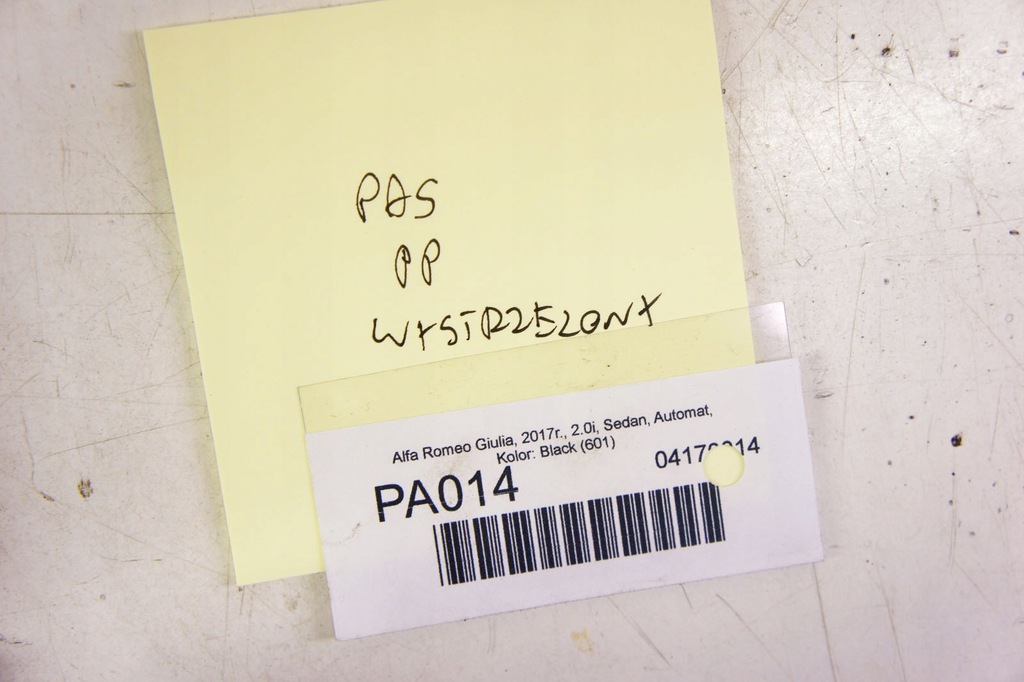 PAS
PP
WYSTRZELONY
Alfa Romeo Giulia, 2017r., 2.0i, Sedan, Automat,
Kolor: Black (601)
PA014